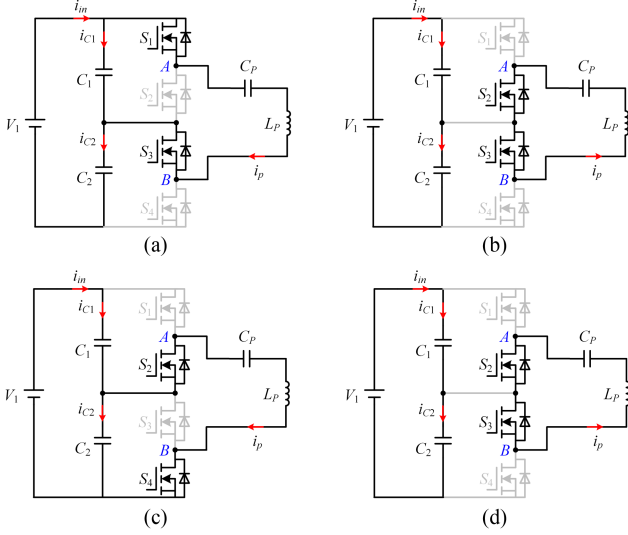 i_in
i_C1
S_1
A
C_P
C_1
S_2
V_1
L_P
i_C2
S_3
C_2
B
i_p
S_4
(a)
i_in
i_C1
S_1
A
C_P
C_1
S_2
V_1
L_P
i_C2
S_3
C_2
B
i_p
S_4
(b)
i_in
i_C1
S_1
A
C_P
C_1
S_2
V_1
L_P
i_C2
S_3
C_2
B
i_p
S_4
(c)
i_in
i_C1
S_1
A
C_P
C_1
S_2
V_1
L_P
i_C2
S_3
C_2
B
i_p
S_4
(d)